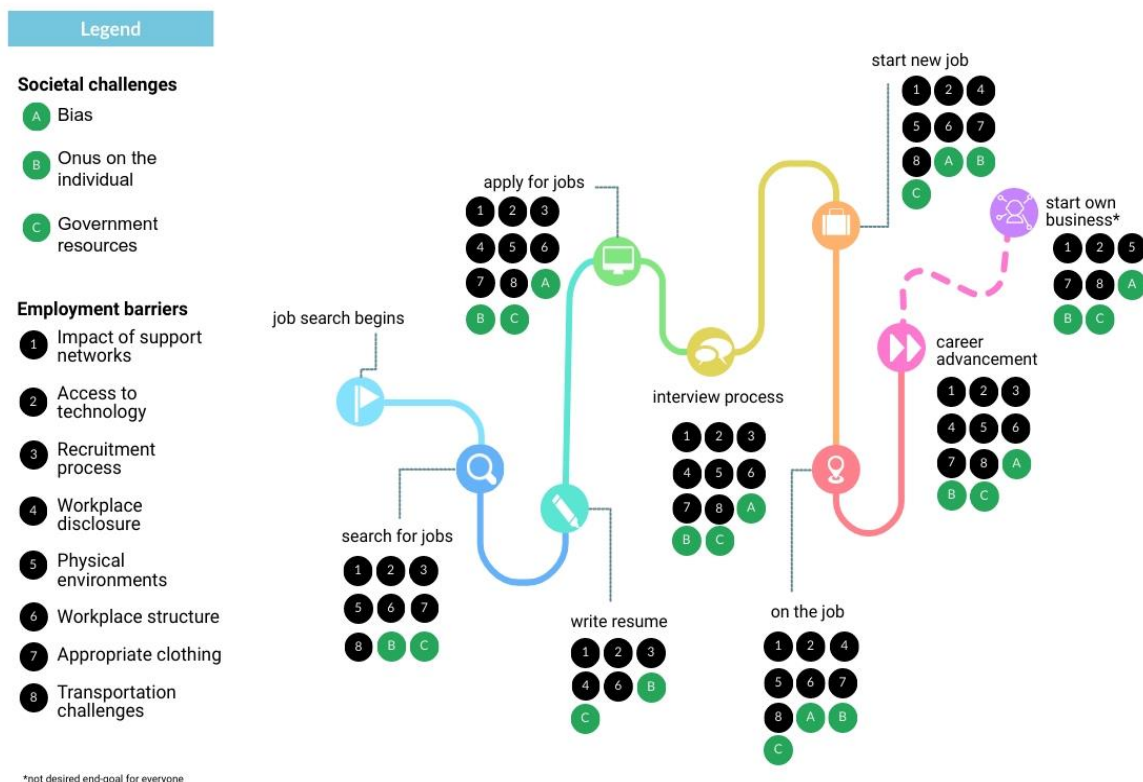 Legend
Societal challenges
A Bias
B Onus on the
individual
C Government
resources
Employment barriers
1 Impact of support
networks
2 Access to
technology
3 Recruitment
process
4 Workplace
disclosure
5 Physical
environments
6 Workplace structure
7 Appropriate clothing
8 Transportation
challenges
*not desired end-goal for everyone
job search begins
search for jobs
1 2 3
5 6 7
8 B C
write resume
1 2 3
4 6 B
C
apply for jobs
1 2 3
4 5 6
7 8 A
B C
interview process
1 2 3
4 5 6
7 8 A
B C
start new job
1 2 4
5 6 7
8 A B
C
on the job
1 2 4
5 6 7
8 A B
C
career
advancement
1 2 3
4 5 6
7 8 A
B C
start own
business*
1 2 5
7 8 A
B C